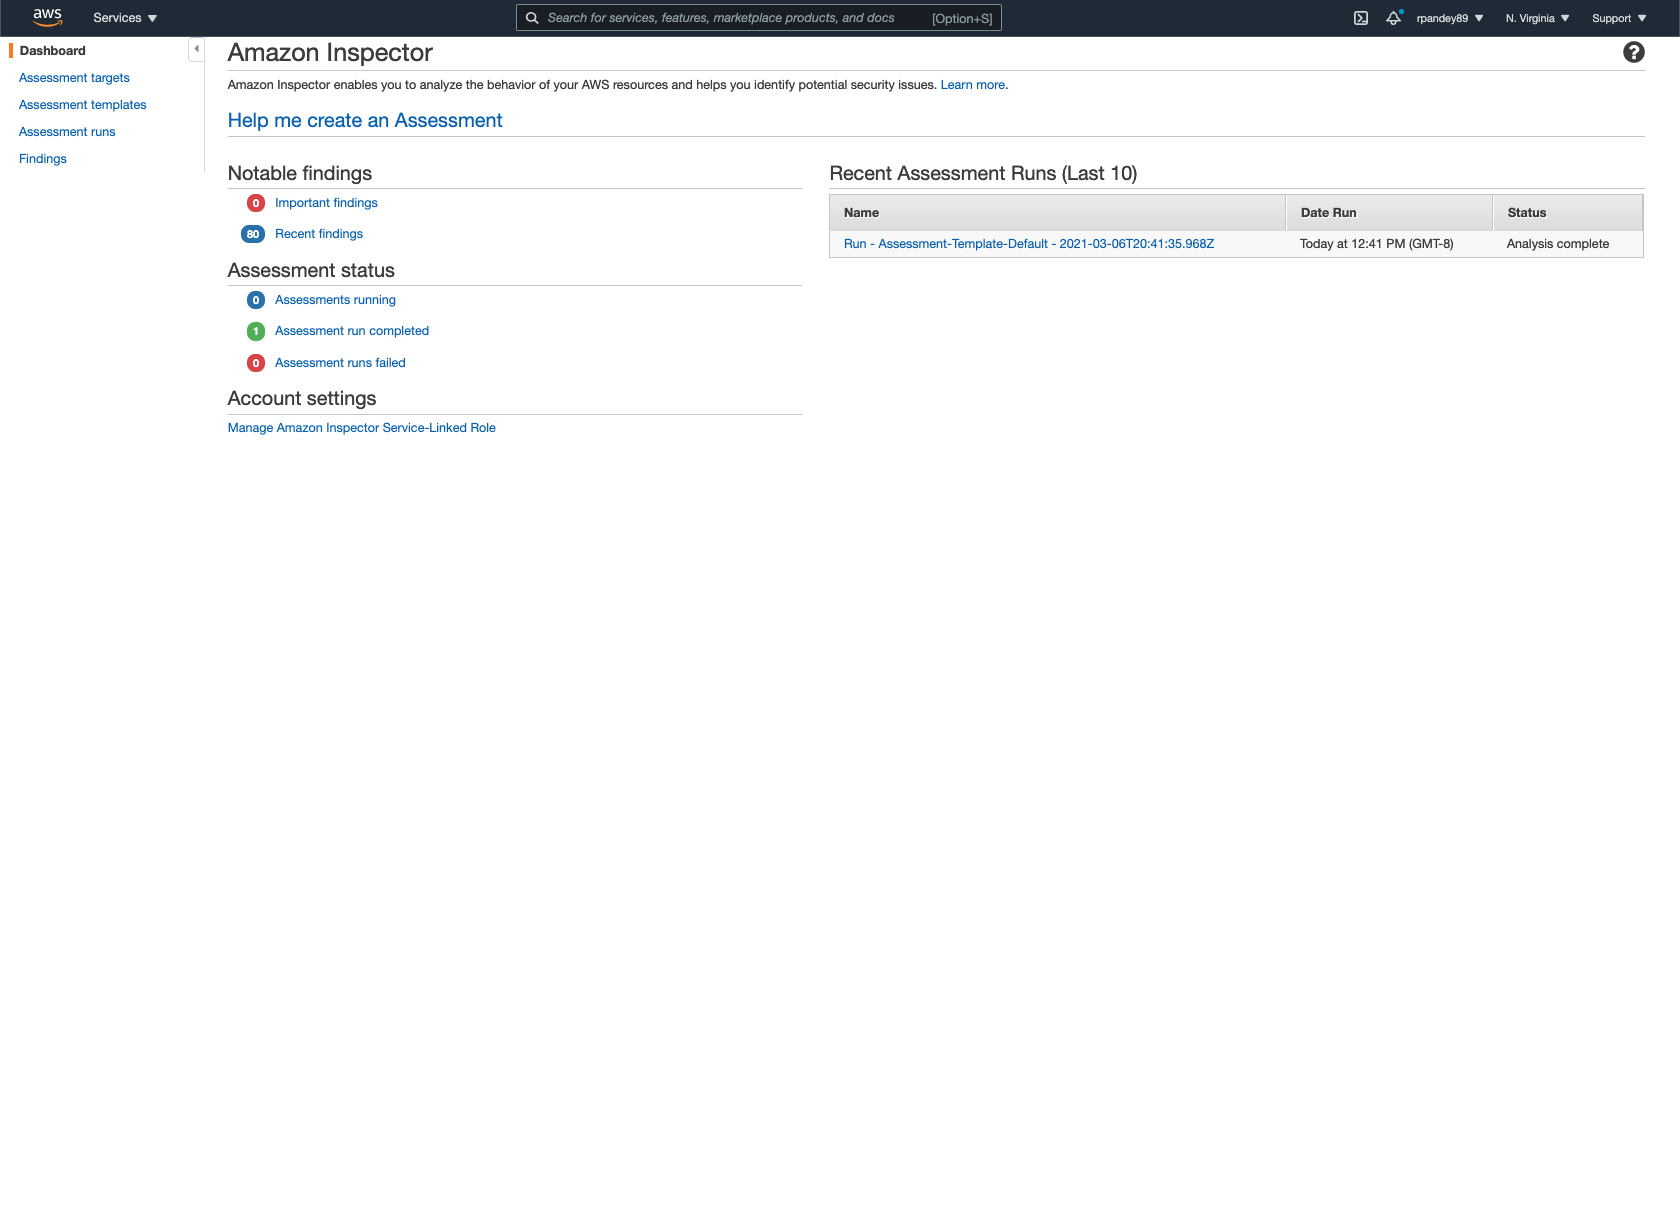 aws Services Search for services, features, marketplace products, and docs [Option+S] rpandey89 N. Virginia Support
Dashboard
Assessment targets
Assessment templates
Assessment runs
Findings
Amazon Inspector ?
Amazon Inspector enables you to analyze the behavior of your AWS resources and helps you identify potential security issues. Learn more.
Help me create an Assessment
Notable findings
0 Important findings
80 Recent findings
Assessment status
0 Assessments running
1 Assessment run completed
0 Assessment runs failed
Account settings
Manage Amazon Inspector Service-Linked Role
Recent Assessment Runs (Last 10)
Name Date Run Status
Run - Assessment-Template-Default - 2021-03-06T20:41:35.968Z Today at 12:41 PM (GMT-8) Analysis complete